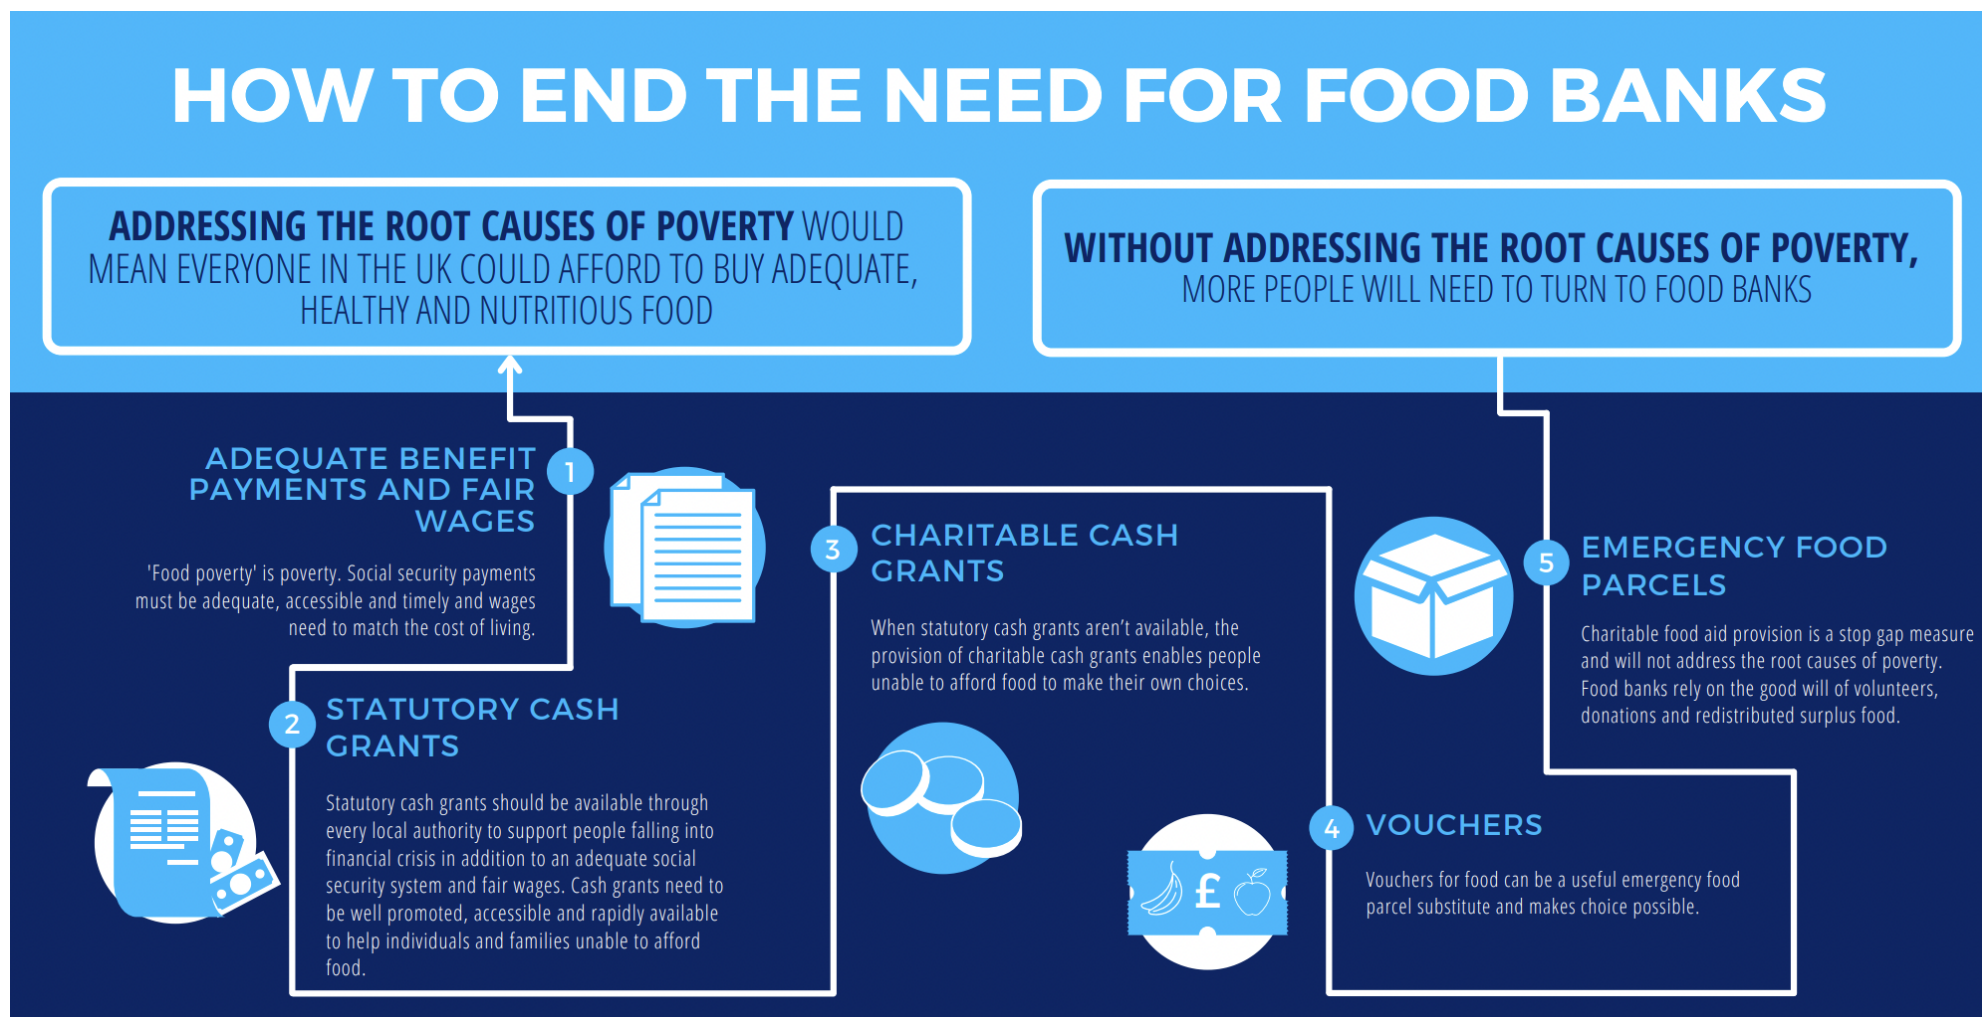 HOW TO END THE NEED FOR FOOD BANKS
ADDRESSING THE ROOT CAUSES OF POVERTY WOULD
MEAN EVERYONE IN THE UK COULD AFFORD TO BUY ADEQUATE,
HEALTHY AND NUTRITIOUS FOOD
WITHOUT ADDRESSING THE ROOT CAUSES OF POVERTY,
MORE PEOPLE WILL NEED TO TURN TO FOOD BANKS
1
ADEQUATE BENEFIT
PAYMENTS AND FAIR
WAGES
'Food poverty' is poverty. Social security payments
must be adequate, accessible and timely and wages
need to match the cost of living.
2
STATUTORY CASH
GRANTS
Statutory cash grants should be available through
every local authority to support people falling into
financial crisis in addition to an adequate social
security system and fair wages. Cash grants need to
be well promoted, accessible and rapidly available
to help individuals and families unable to afford
food.
3
CHARITABLE CASH
GRANTS
When statutory cash grants aren’t available, the
provision of charitable cash grants enables people
unable to afford food to make their own choices.
£
4
VOUCHERS
Vouchers for food can be a useful emergency food
parcel substitute and makes choice possible.
5
EMERGENCY FOOD
PARCELS
Charitable food aid provision is a stop gap measure
and will not address the root causes of poverty.
Food banks rely on the good will of volunteers,
donations and redistributed surplus food.